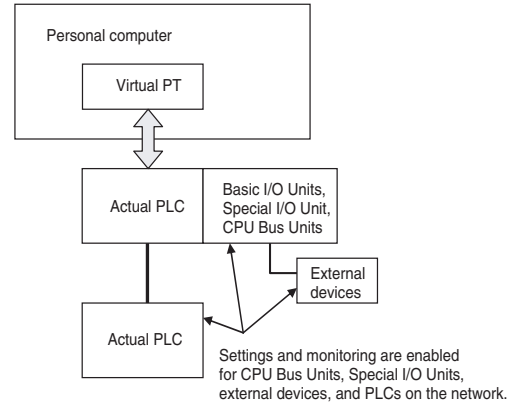 Personal computer
Virtual PT
Actual PLC
Basic I/O Units,
Special I/O Unit,
CPU Bus Units
External
devices
Actual PLC
Settings and monitoring are enabled
for CPU Bus Units, Special I/O Units,
external devices, and PLCs on the network.